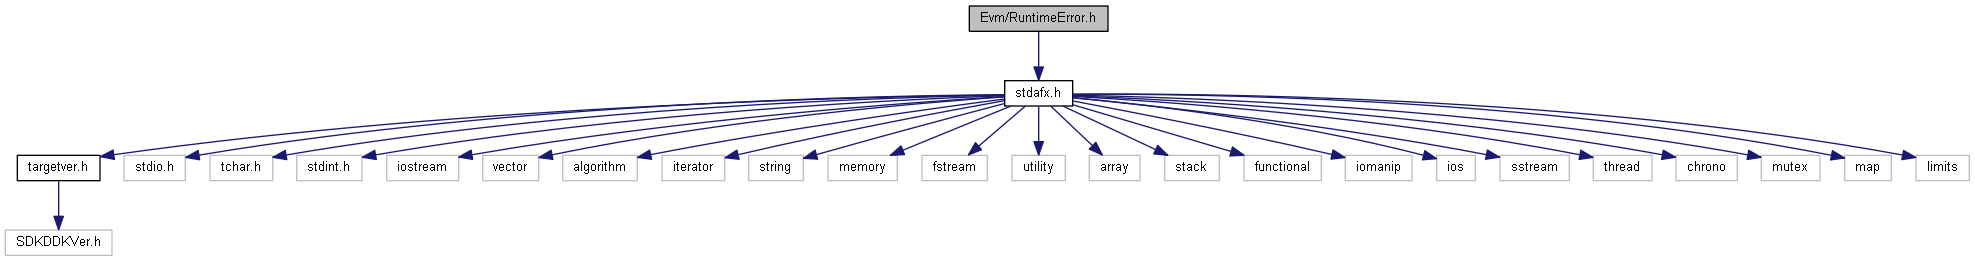 Evm/RuntimeError.h
stdafx.h
targetver.h
stdio.h
tchar.h
stdint.h
iostream
vector
algorithm
iterator
string
memory
fstream
utility
array
stack
functional
iomanip
ios
sstream
thread
chrono
mutex
map
limits
SDKDDKVer.h